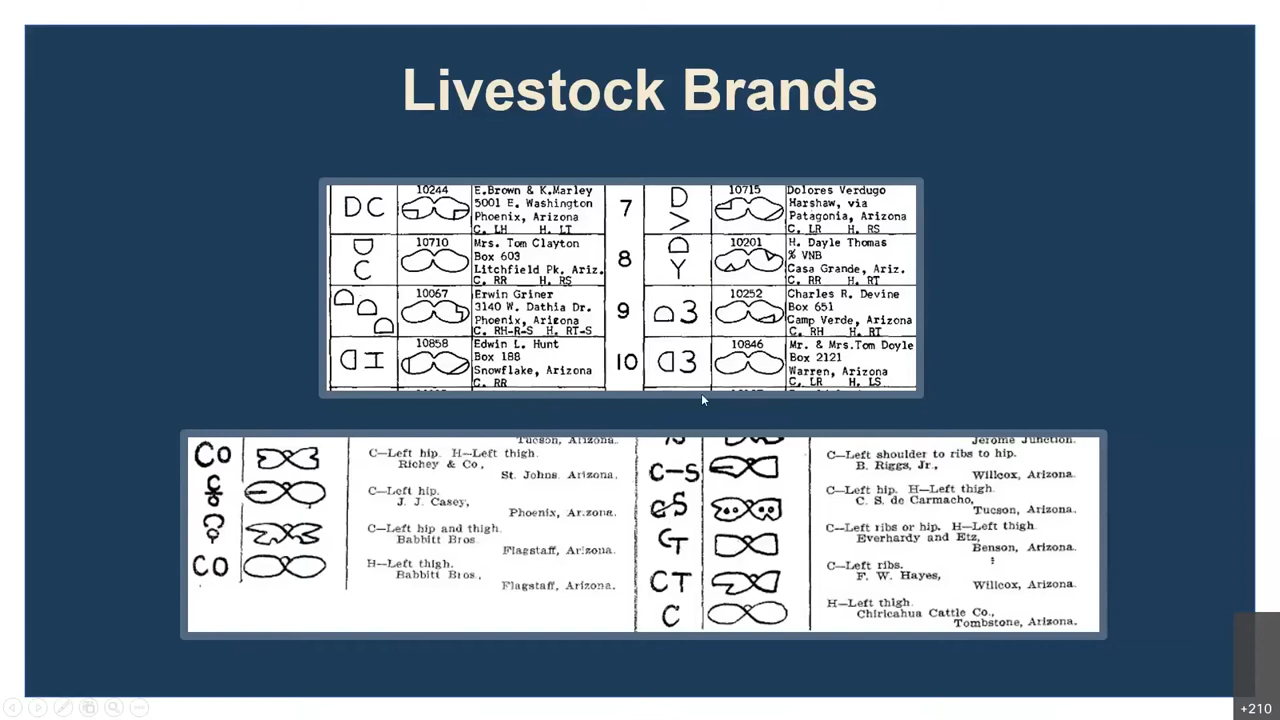 Livestock Brands
DC
10244
E.Brown & K.Marley
5001 E. Washington
Phoenix, Arizona
C. LH H. LT
7
D
10715
Dolores Verdugo
Harshaw, via
Patagonia, Arizona
C. LR H. RS
C
10710
Mrs. Tom Clayton
Box 603
Litchfield Pk. Ariz.
C. RR H. RS
8
D
Y
10201
H. Dayle Thomas
% VNB
Casa Grande, Ariz.
C. RR H. RT
10067
Erwin Griner
3140 W. Dathia Dr.
Phoenix, Arizona
C. RH-R-S H. RT-S
9
3
10252
Charles R. Devine
Box 651
Camp Verde, Arizona
C. RH H. RT
10858
Edwin L. Hunt
Box 188
Snowflake, Arizona
C. RR
10
10846
Mr. & Mrs.Tom Doyle
Box 2121
Warren, Arizona
C. LR H. LS
Tucson, Arizona.
CO
C—Left hip. H—Left thigh.
Richey & Co.,
St. Johns. Arizona.
C—Left hip.
J. J. Casey,
Phoenix, Arizona.
C—Left hip and thigh.
Babbitt Bros.
Flagstaff, Arizona.
CO
H—Left thigh.
Babbitt Bros.,
Flagstaff, Arizona.
Jerome Junction.
C-S
C—Left shoulder to ribs to hip.
B. Riggs, Jr.,
Willcox, Arizona.
C—Left hip. H—Left thigh.
C. S. de Carmacho,
Tucson, Arizona.
C—Left ribs or hip. H—Left thigh.
Everhardy and Etz,
Benson, Arizona.
CT
C—Left ribs.
F. W. Hayes,
Willcox, Arizona.
C
H—Left thigh.
Chiricahua Cattle Co.,
Tombstone, Arizona.
+210